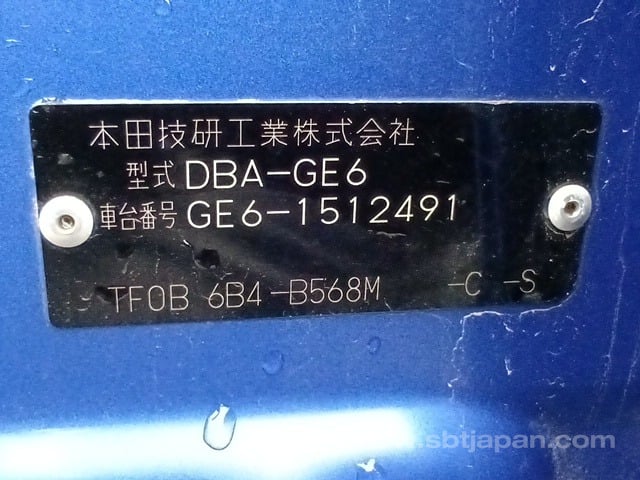 本田技研工業株式会社
型式 DBA-GE6
車台番号 GE6-1512491
TF0B 6B4-B568M -C -S
sbtjapan.com